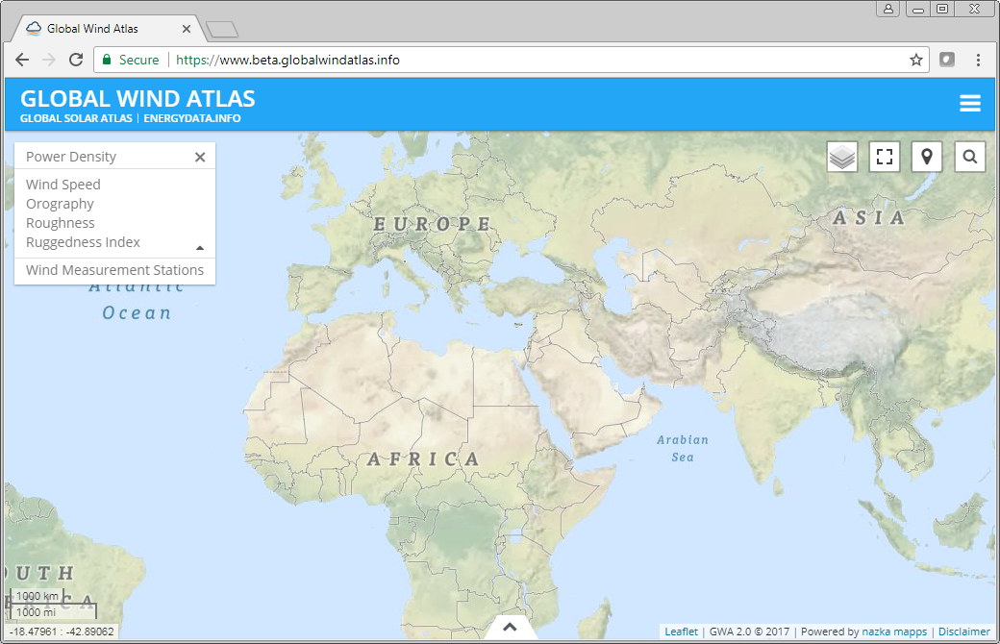 Global Wind Atlas
Secure
https://www.beta.globalwindatlas.info
GLOBAL WIND ATLAS
GLOBAL SOLAR ATLAS | ENERGYDATA.INFO
Power Density
Wind Speed
Orography
Roughness
Ruggedness Index
Wind Measurement Stations
Atlantic
Ocean
EUROPE
ASIA
AFRICA
Arabian
Sea
OUTH
ERICA
1000 km
1000 mi
-18.47961 : -42.89062
Leaflet | GWA 2.0 © 2017 | Powered by nazka mapps | Disclaimer